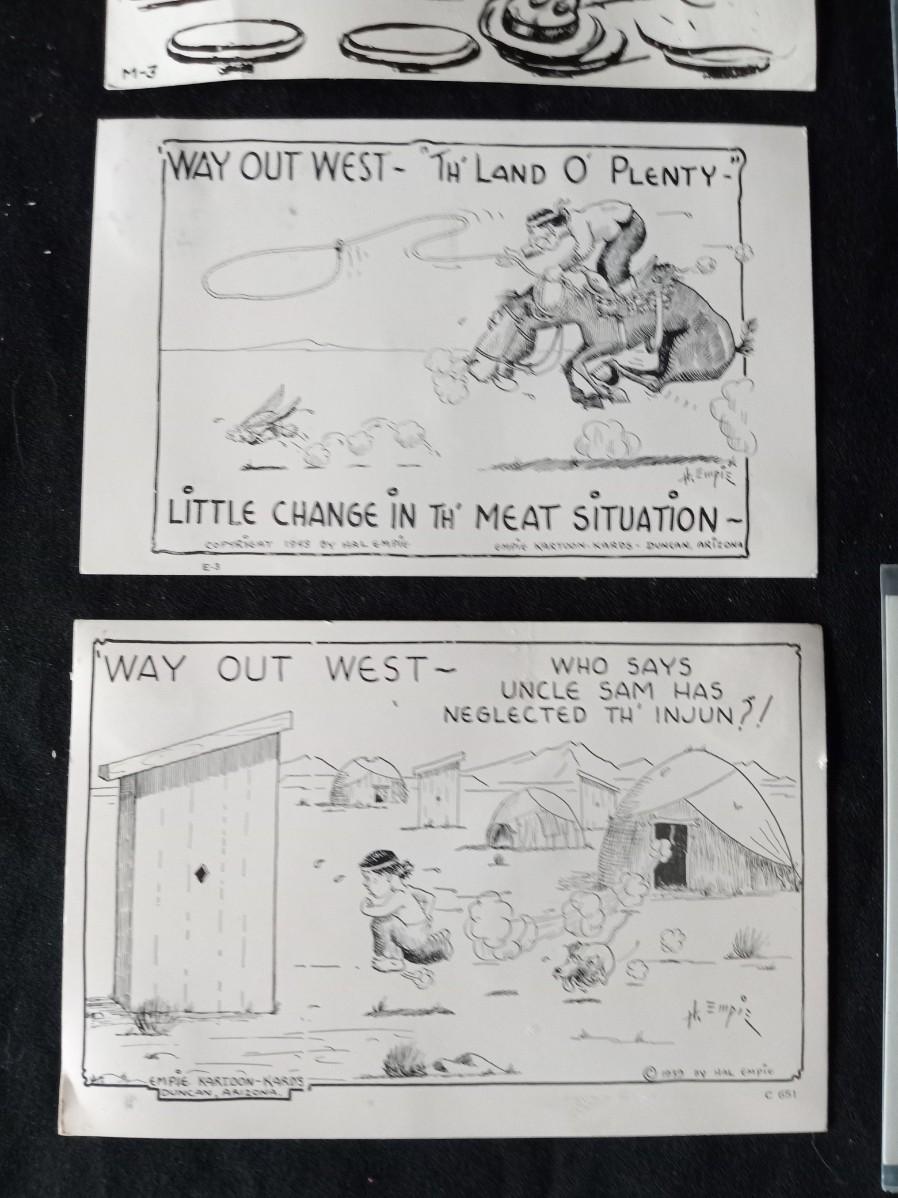 M-3
'WAY OUT WEST~ "TH' LAND O' PLENTY-"
H. Empie
LITTLE CHANGE IN TH' MEAT SITUATION ~
COPYRIGHT 1943 BY HAL EMPIE
EMPIE KARTOON-KARDS- DUNCAN, ARIZONA
E-3
'WAY OUT WEST~
WHO SAYS
UNCLE SAM HAS
NEGLECTED TH' INJUN?!
H. Empie
© 1939 BY HAL EMPIE
EMPIE KARTOON-KARDS
DUNCAN, ARIZONA.
C 651